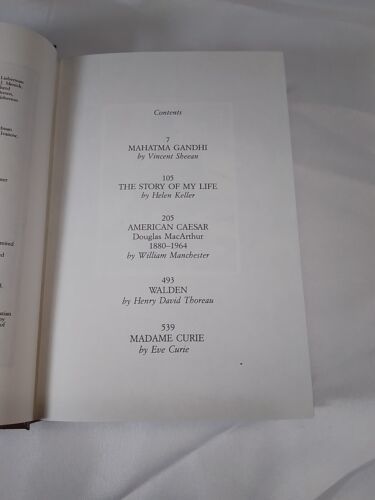 Lieberman
J. Messick,
Contents
7
MAHATMA GANDHI
by Vincent Sheean
105
THE STORY OF MY LIFE
by Helen Keller
205
AMERICAN CAESAR
Douglas MacArthur
1880–1964
by William Manchester
493
WALDEN
by Henry David Thoreau
539
MADAME CURIE
by Eve Curie